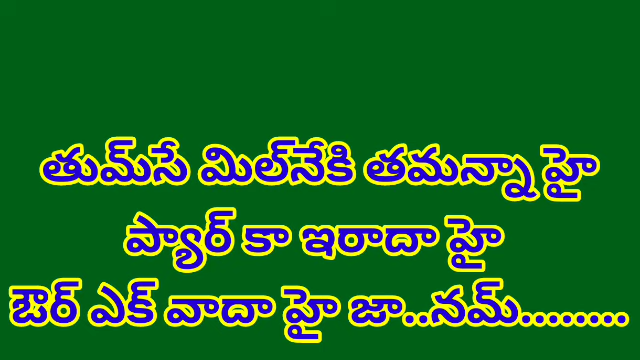 తుమ్‌సే మిల్‌నేకి తమన్నా హై
ప్యార్ కా ఇరాదా హై
ఔర్ ఎక్ వాదా హై జా..నమ్........